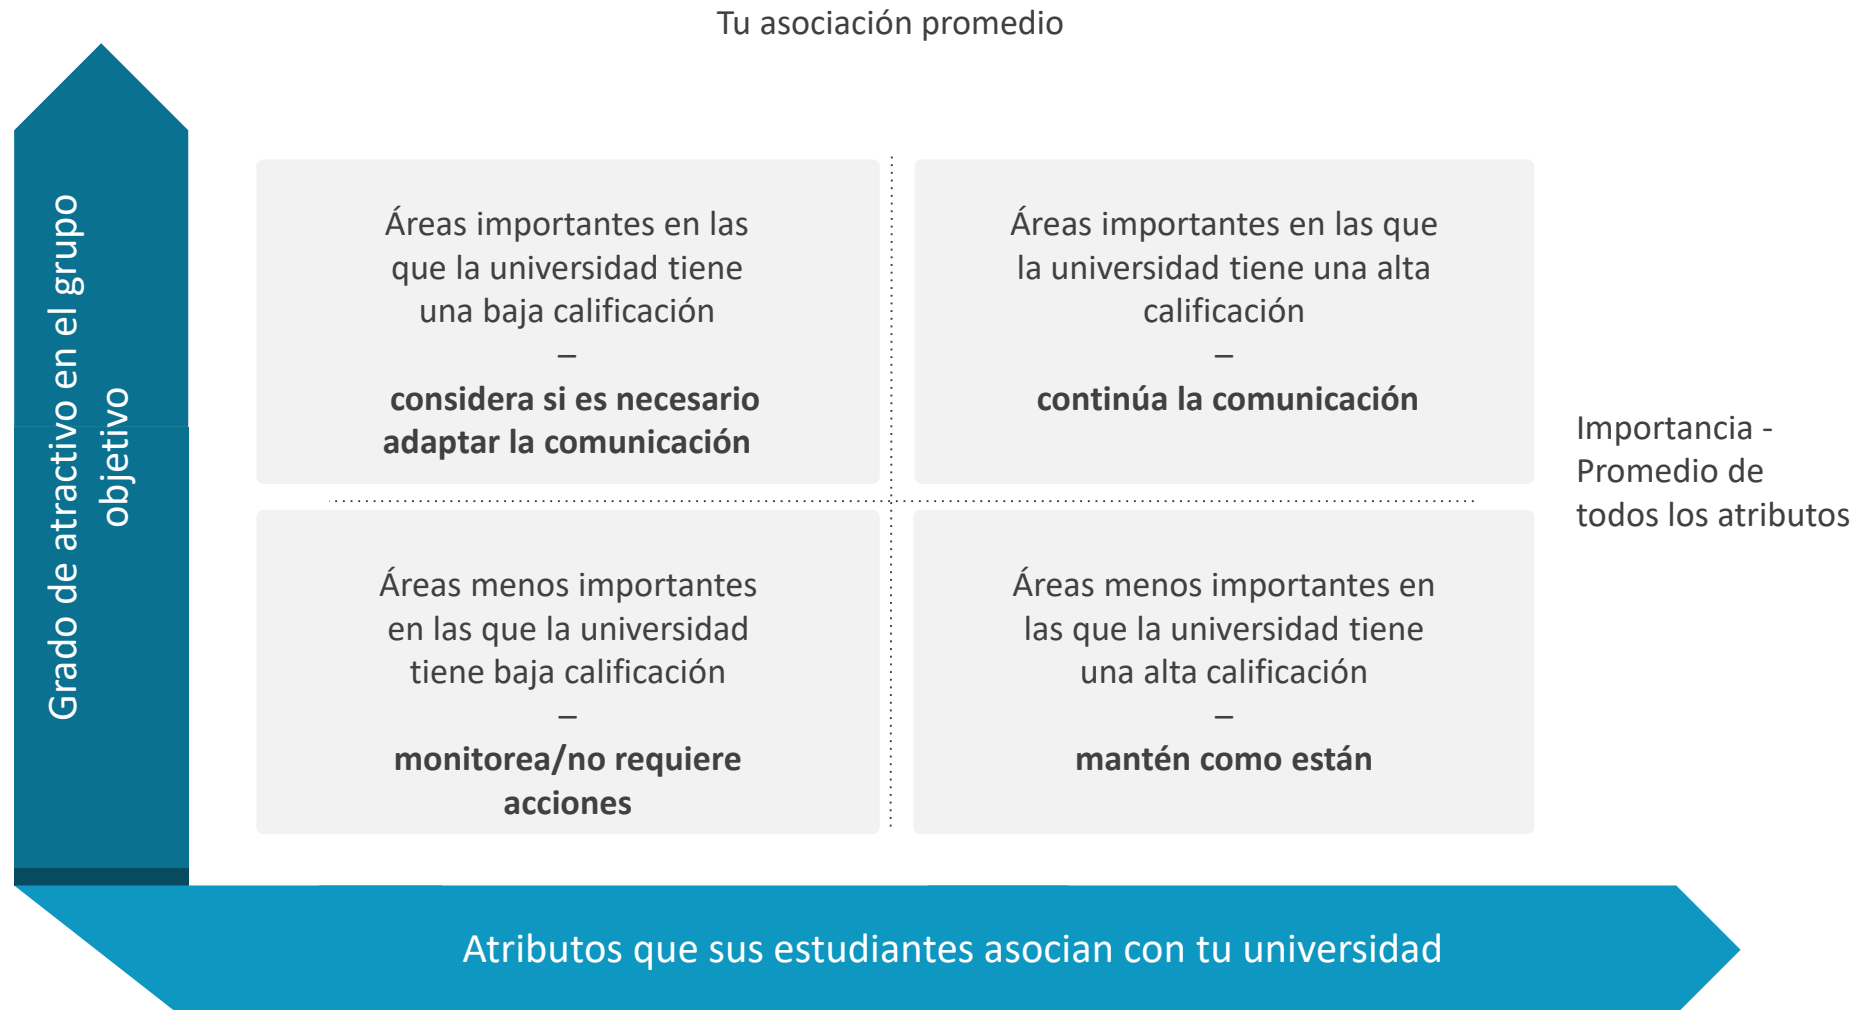 Tu asociación promedio
Grado de atractivo en el grupo
objetivo
Áreas importantes en las
que la universidad tiene
una baja calificación
–
considera si es necesario
adaptar la comunicación
Áreas importantes en las que
la universidad tiene una alta
calificación
–
continúa la comunicación
Importancia -
Promedio de
todos los atributos
Áreas menos importantes
en las que la universidad
tiene baja calificación
–
monitorea/no requiere
acciones
Áreas menos importantes en
las que la universidad tiene
una alta calificación
–
mantén como están
Atributos que sus estudiantes asocian con tu universidad